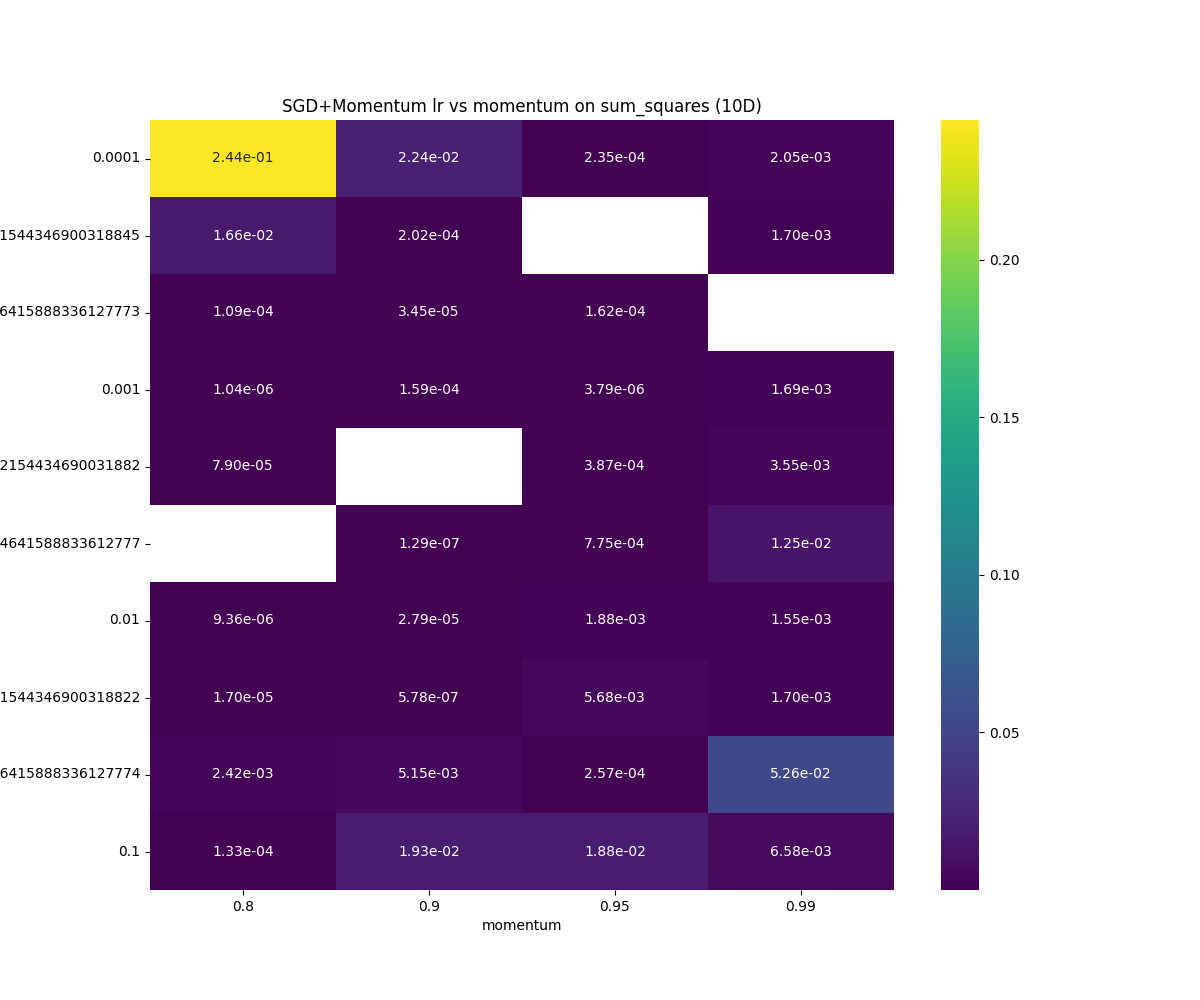 SGD+Momentum lr vs momentum on sum_squares (10D)
0.0001 2.44e-01 2.24e-02 2.35e-04 2.05e-03
1544346900318845 1.66e-02 2.02e-04 1.70e-03
0.20
6415888336127773 1.09e-04 3.45e-05 1.62e-04
0.001 1.04e-06 1.59e-04 3.79e-06 1.69e-03
0.15
2154434690031882 7.90e-05 3.87e-04 3.55e-03
4641588833612777 1.29e-07 7.75e-04 1.25e-02
0.10
0.01 9.36e-06 2.79e-05 1.88e-03 1.55e-03
1544346900318822 1.70e-05 5.78e-07 5.68e-03 1.70e-03
0.05
6415888336127774 2.42e-03 5.15e-03 2.57e-04 5.26e-02
0.1 1.33e-04 1.93e-02 1.88e-02 6.58e-03
0.8 0.9 0.95 0.99
momentum